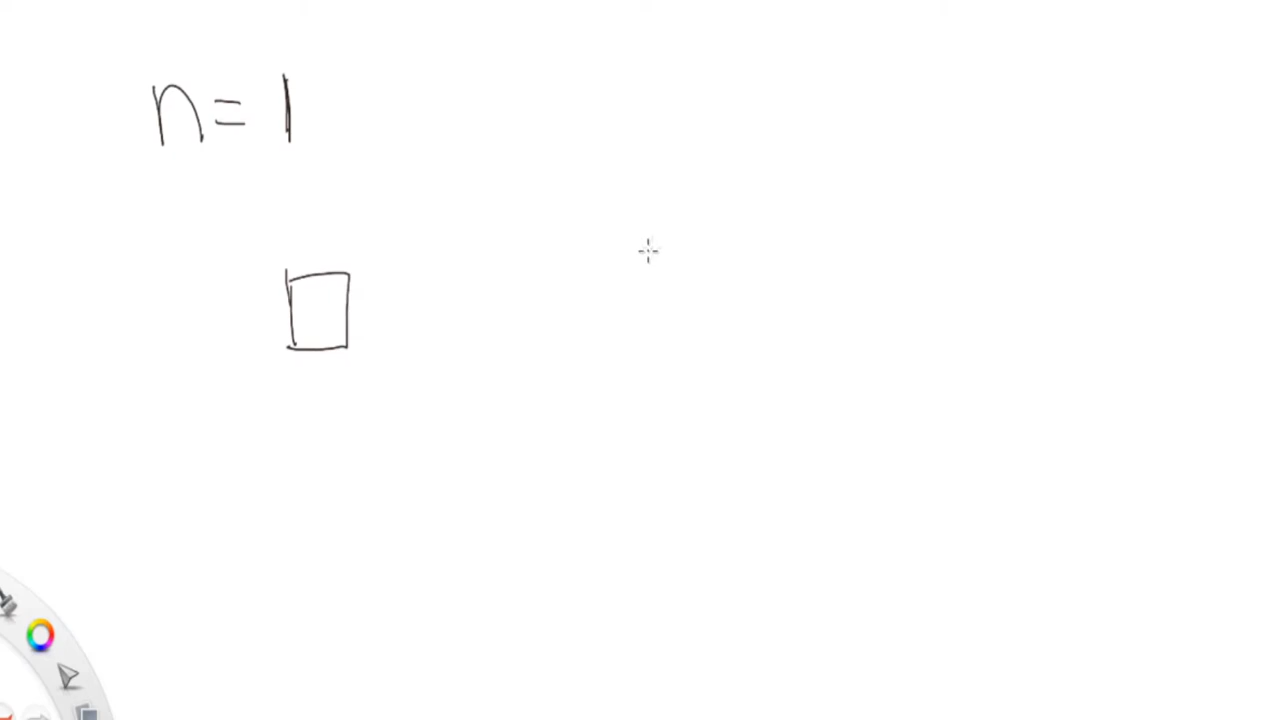 n = 1